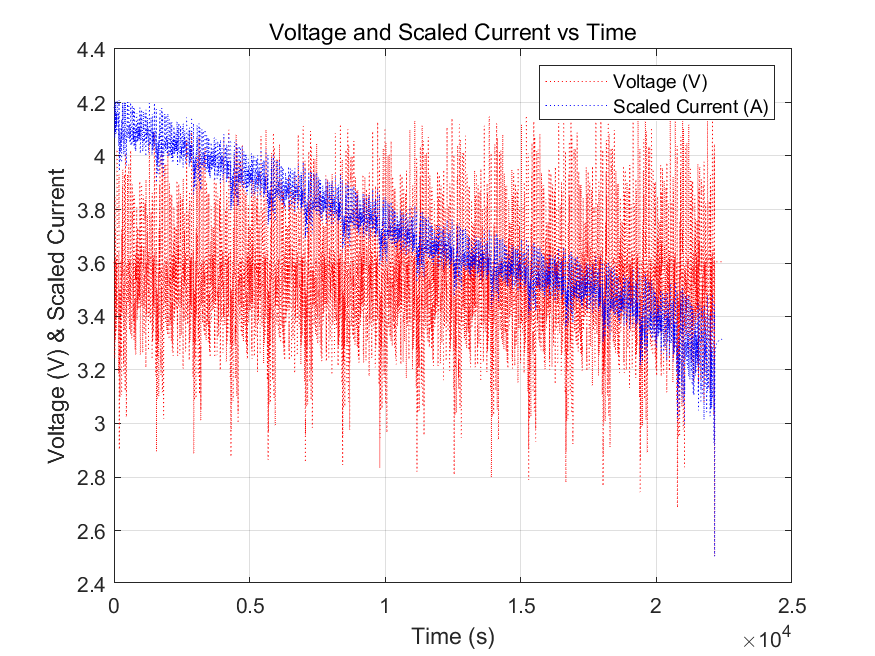 Voltage and Scaled Current vs Time
Voltage (V)
Scaled Current (A)
Voltage (V) & Scaled Current
4.4
4.2
4
3.8
3.6
3.4
3.2
3
2.8
2.6
2.4
0 0.5 1 1.5 2 2.5
Time (s)
×10⁴